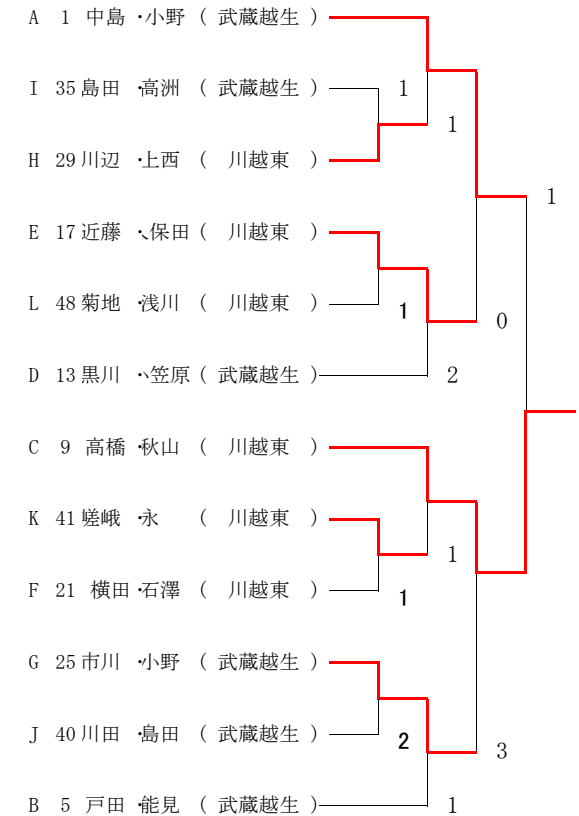 A 1 中島・小野 ( 武蔵越生 )
I 35 島田・高洲 ( 武蔵越生 )
1
1
H 29 川辺・上西 ( 川越東 )
1
E 17 近藤・久保田 ( 川越東 )
L 48 菊地・浅川 ( 川越東 )
1
0
D 13 黒川・小笠原 ( 武蔵越生 )
2
C 9 高橋・秋山 ( 川越東 )
K 41 嵯峨・永 ( 川越東 )
1
F 21 横田・石澤 ( 川越東 )
1
G 25 市川・小野 ( 武蔵越生 )
J 40 川田・島田 ( 武蔵越生 )
2
3
B 5 戸田・能見 ( 武蔵越生 )
1